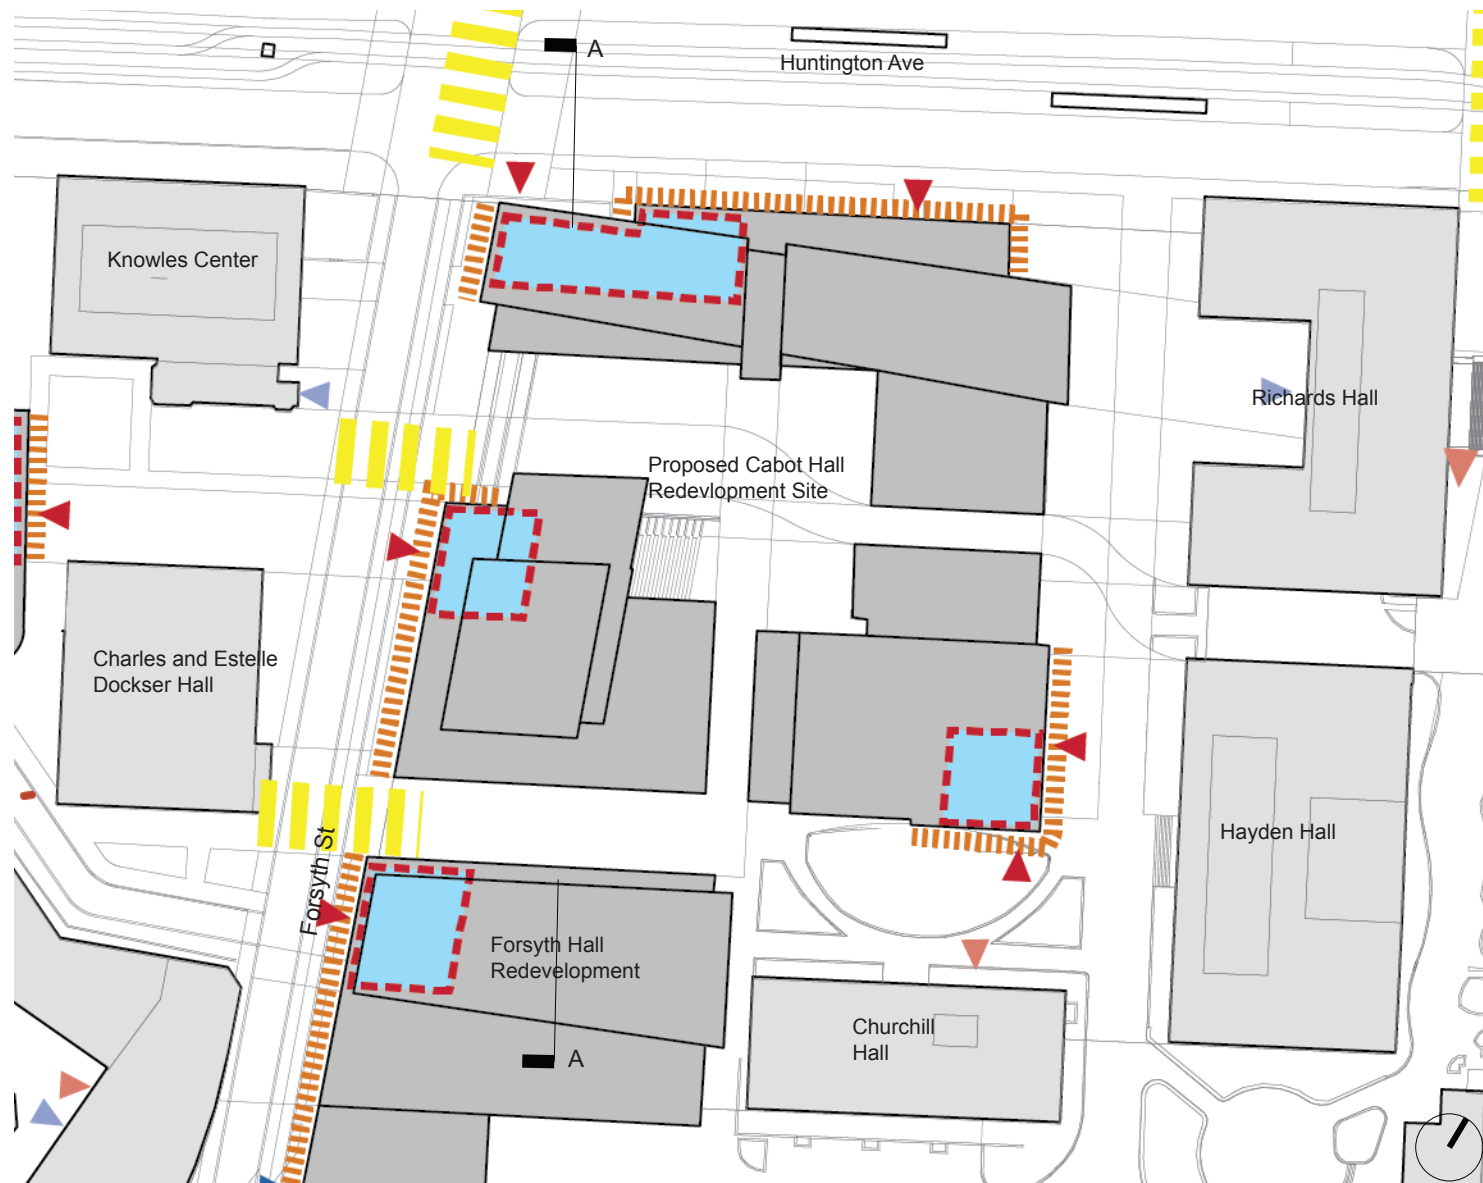 A
Huntington Ave
Knowles Center
Richards Hall
Proposed Cabot Hall
Redevlopment Site
Charles and Estelle
Dockser Hall
Hayden Hall
Forsyth St
Forsyth Hall
Redevelopment
Churchill
Hall
A